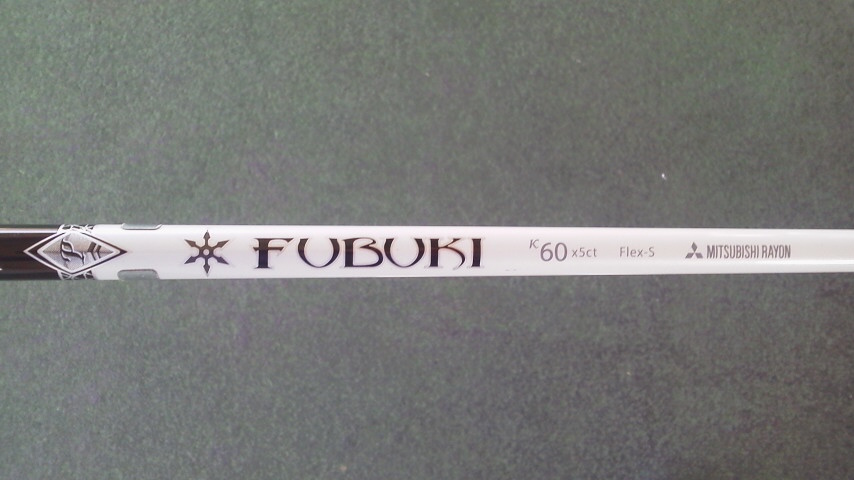 FUBUKI K60 x5ct Flex-S MITSUBISHI RAYON